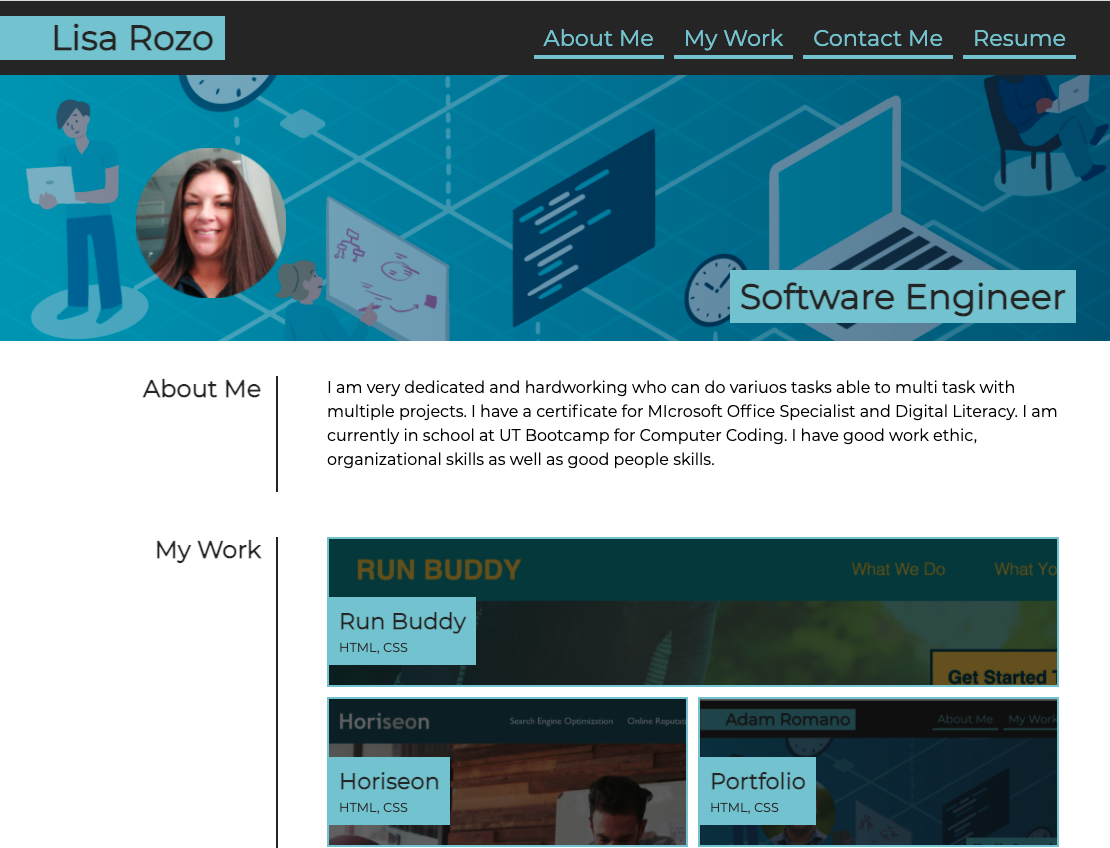 Lisa Rozo
About Me My Work Contact Me Resume
Software Engineer
About Me
I am very dedicated and hardworking who can do variuos tasks able to multi task with
multiple projects. I have a certificate for MIcrosoft Office Specialist and Digital Literacy. I am
currently in school at UT Bootcamp for Computer Coding. I have good work ethic,
organizational skills as well as good people skills.
My Work
RUN BUDDY
What We Do What Yo
Run Buddy
HTML, CSS
Get Started
Horiseon
Search Engine Optimization Online Reputat
Horiseon
HTML, CSS
Adam Romano
About Me My Work
Portfolio
HTML, CSS